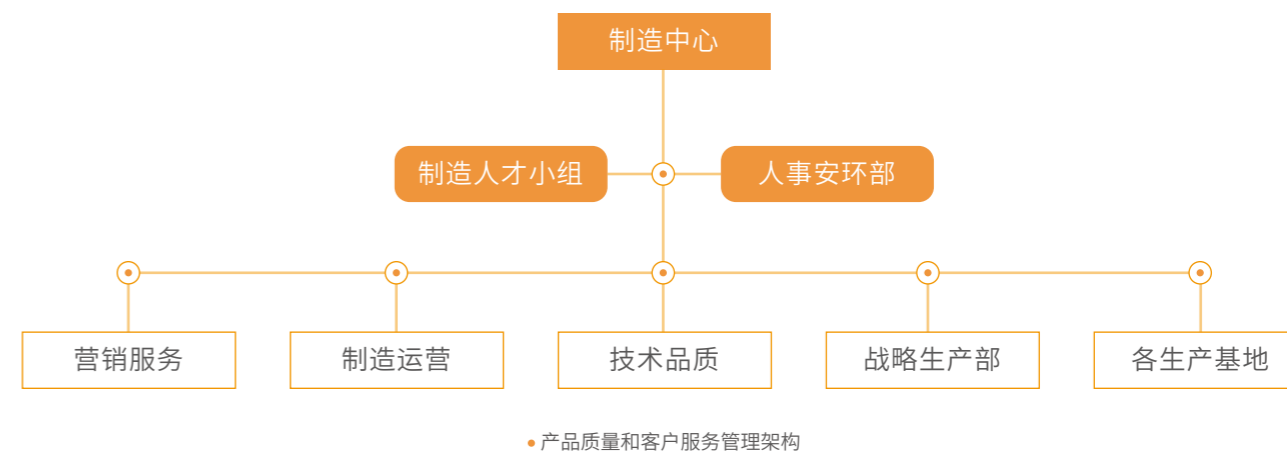 制造中心
制造人才小组
人事安环部
营销服务
制造运营
技术品质
战略生产部
各生产基地
• 产品质量和客户服务管理架构